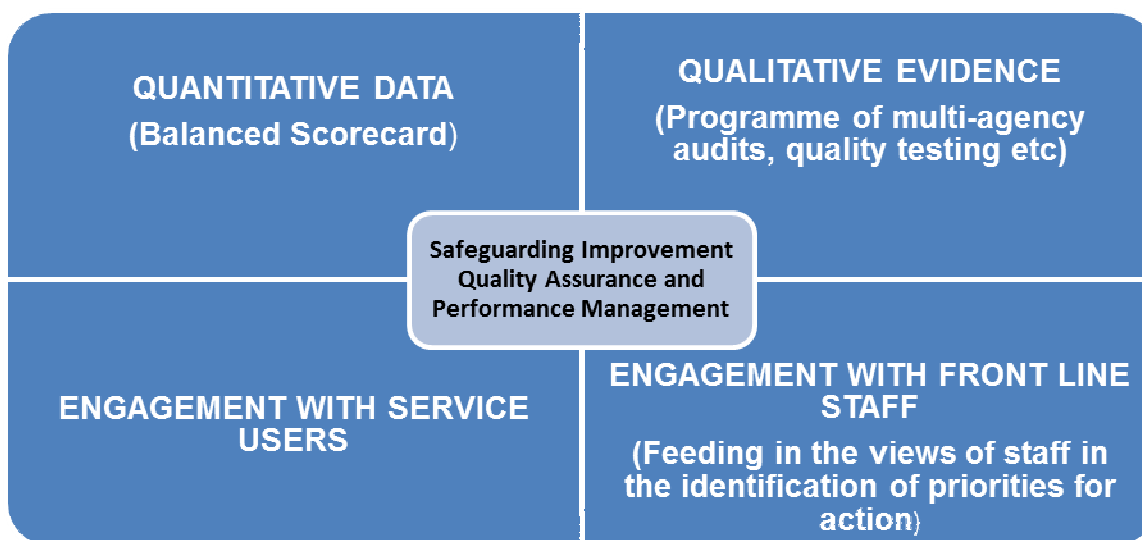 QUANTITATIVE DATA
(Balanced Scorecard)
QUALITATIVE EVIDENCE
(Programme of multi-agency
audits, quality testing etc)
Safeguarding Improvement
Quality Assurance and
Performance Management
ENGAGEMENT WITH SERVICE
USERS
ENGAGEMENT WITH FRONT LINE
STAFF
(Feeding in the views of staff in
the identification of priorities for
action)